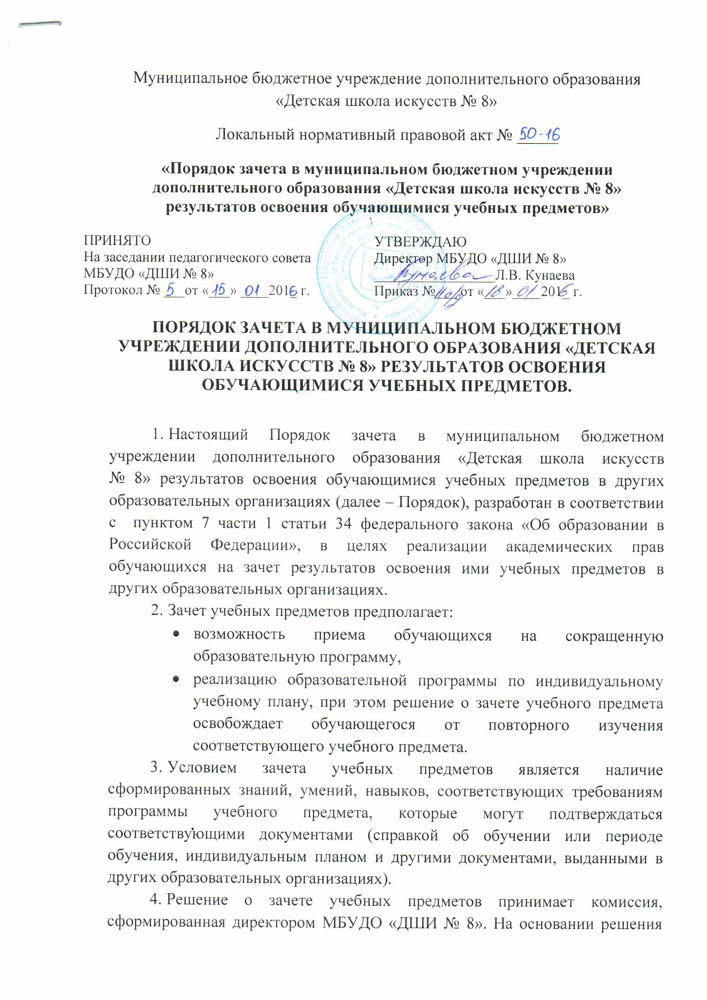 Муниципальное бюджетное учреждение дополнительного образования
«Детская школа искусств № 8»
Локальный нормативный правовой акт № 50-16
«Порядок зачета в муниципальном бюджетном учреждении
дополнительного образования «Детская школа искусств № 8»
результатов освоения обучающимися учебных предметов»
ПРИНЯТО
На заседании педагогического совета
МБУДО «ДШИ № 8»
Протокол № 5 от «15» 01 2016 г.
УТВЕРЖДАЮ
Директор МБУДО «ДШИ № 8»
Кунаева Л.В. Кунаева
Приказ № от «18» 01 2016 г.
ПОРЯДОК ЗАЧЕТА В МУНИЦИПАЛЬНОМ БЮДЖЕТНОМ
УЧРЕЖДЕНИИ ДОПОЛНИТЕЛЬНОГО ОБРАЗОВАНИЯ «ДЕТСКАЯ
ШКОЛА ИСКУССТВ № 8» РЕЗУЛЬТАТОВ ОСВОЕНИЯ
ОБУЧАЮЩИМИСЯ УЧЕБНЫХ ПРЕДМЕТОВ.
1. Настоящий Порядок зачета в муниципальном бюджетном
учреждении дополнительного образования «Детская школа искусств
№ 8» результатов освоения обучающимися учебных предметов в других
образовательных организациях (далее – Порядок), разработан в соответствии
с пунктом 7 части 1 статьи 34 федерального закона «Об образовании в
Российской Федерации», в целях реализации академических прав
обучающихся на зачет результатов освоения ими учебных предметов в
других образовательных организациях.
2. Зачет учебных предметов предполагает:
• возможность приема обучающихся на сокращенную
образовательную программу,
• реализацию образовательной программы по индивидуальному
учебному плану, при этом решение о зачете учебного предмета
освобождает обучающегося от повторного изучения
соответствующего учебного предмета.
3. Условием зачета учебных предметов является наличие
сформированных знаний, умений, навыков, соответствующих требованиям
программы учебного предмета, которые могут подтверждаться
соответствующими документами (справкой об обучении или периоде
обучения, индивидуальным планом и другими документами, выданными в
других образовательных организациях).
4. Решение о зачете учебных предметов принимает комиссия,
сформированная директором МБУДО «ДШИ № 8». На основании решения